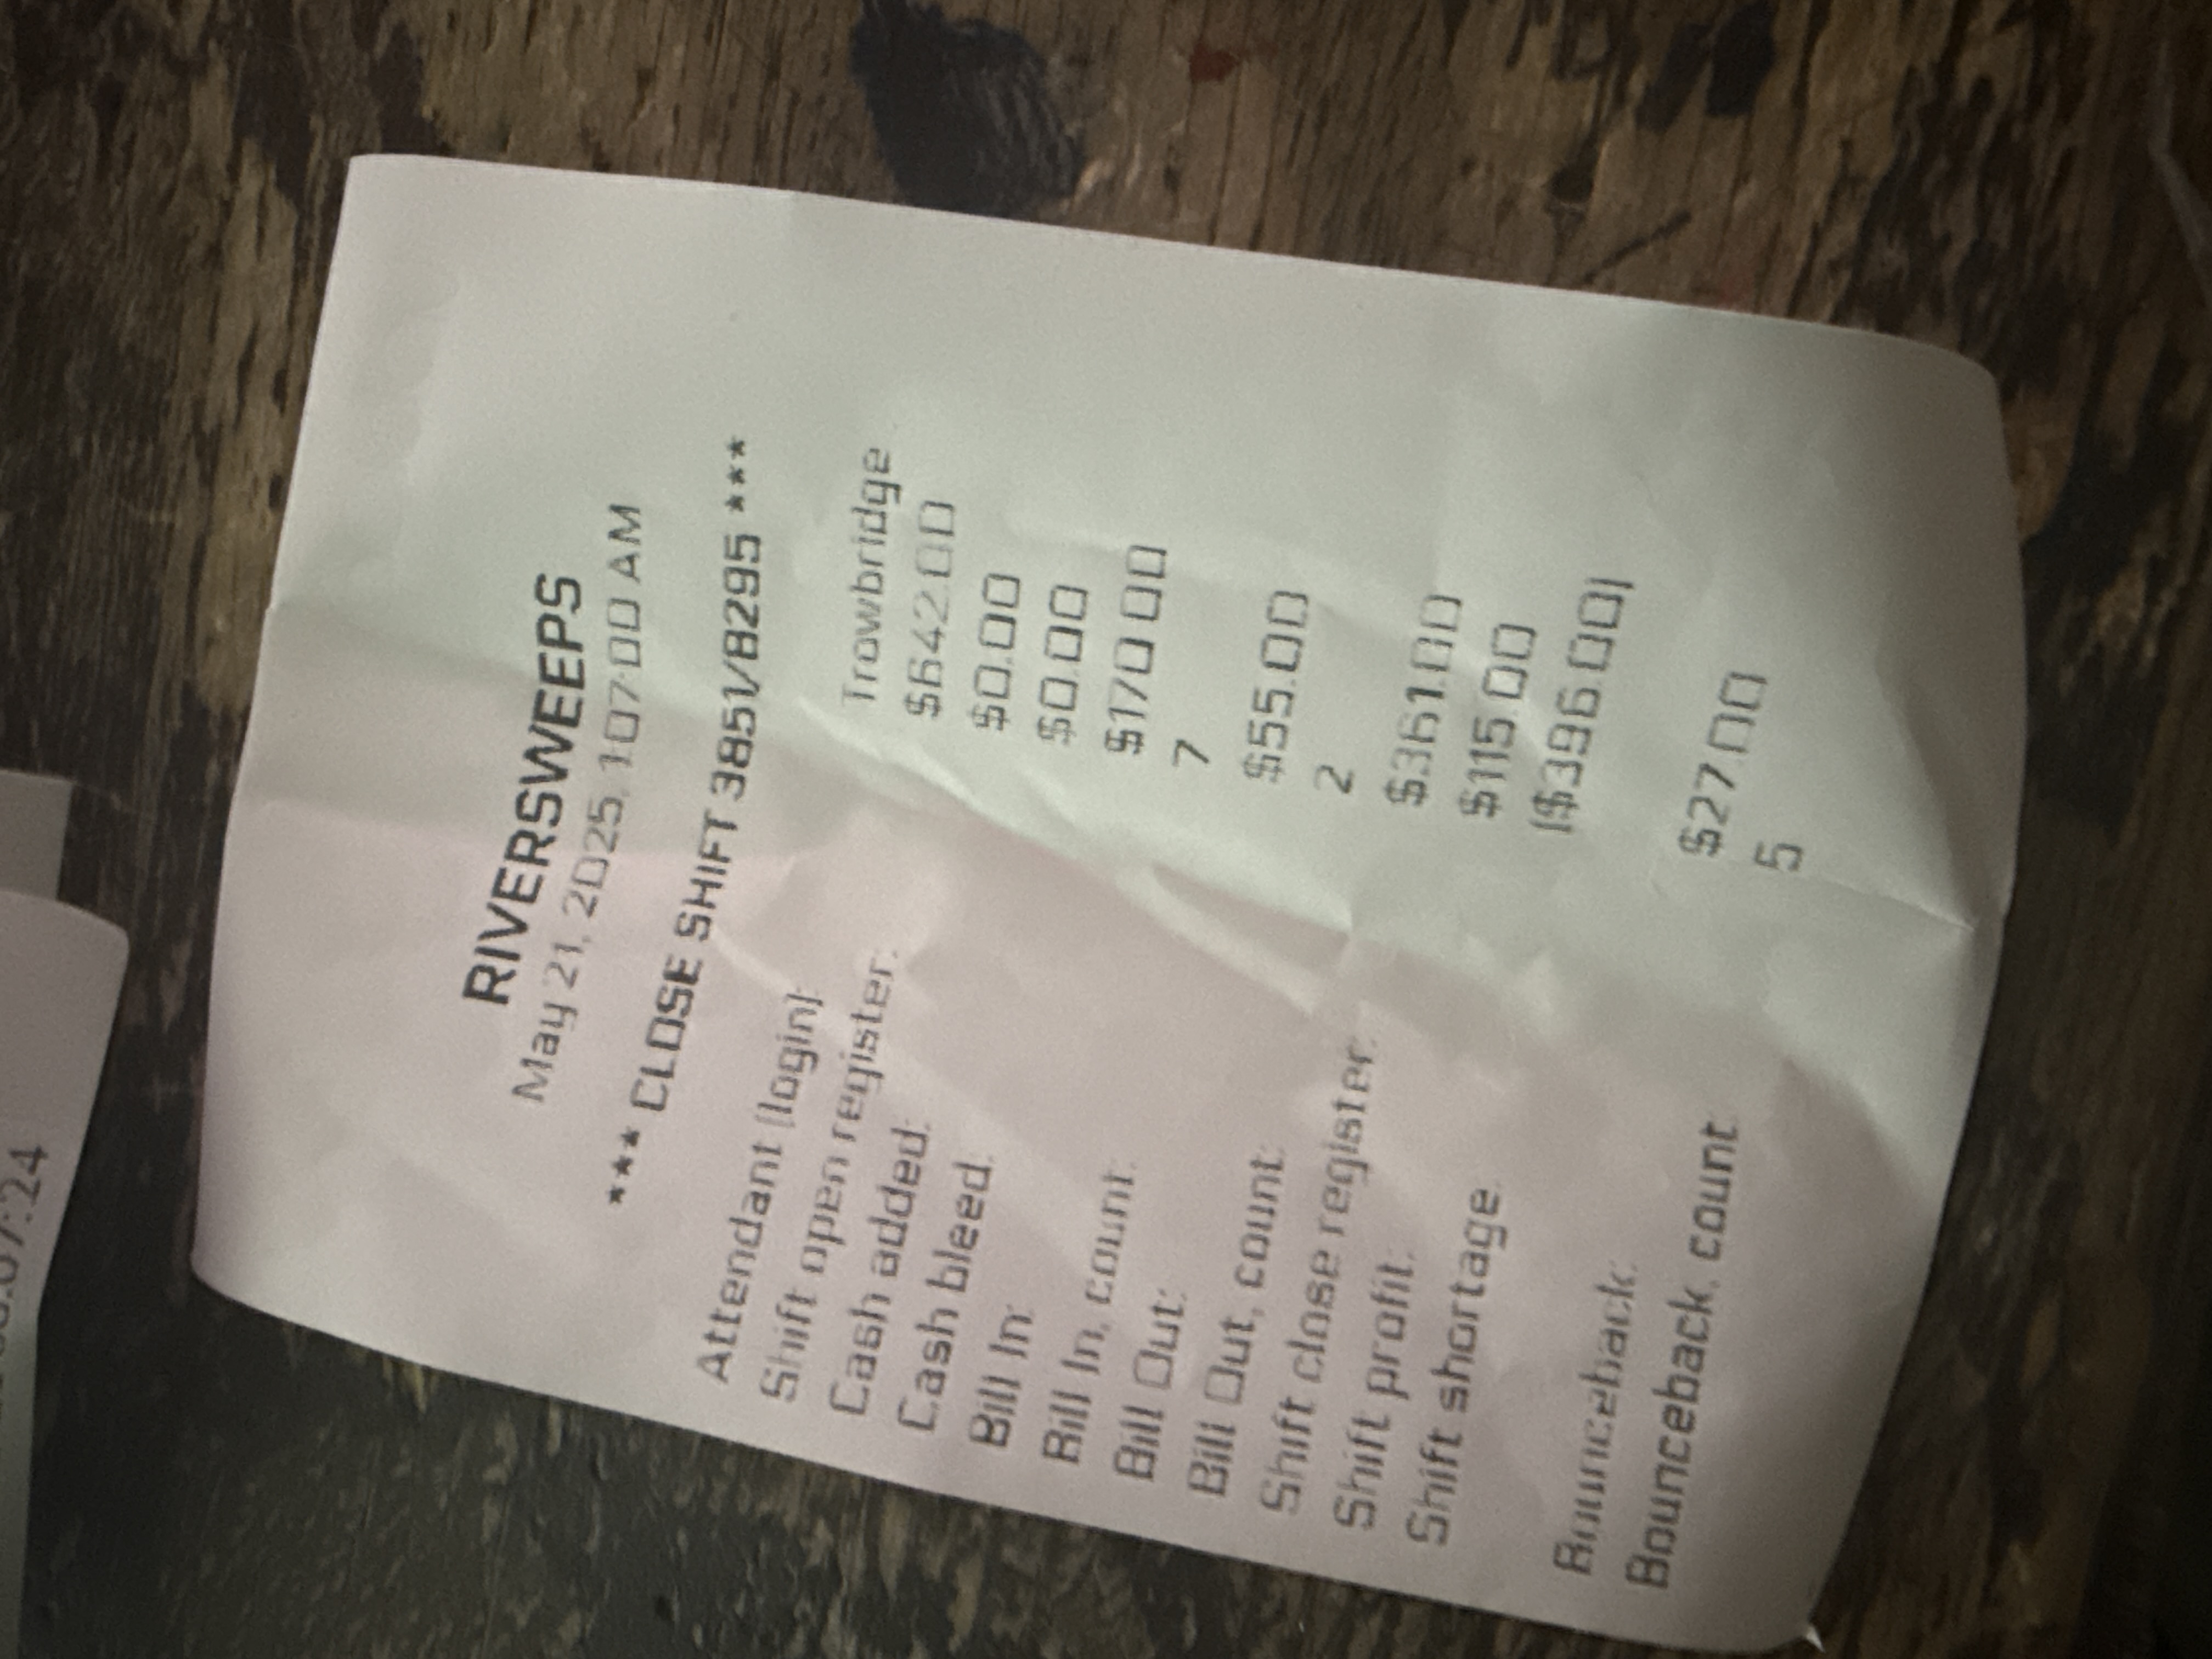 RIVERSWEEPS
May 21, 2025, 1:07:00 AM
*** CLOSE SHIFT 3851/8295 ***
Attendant (login): Trowbridge
Shift open register: $642.00
Cash added: $0.00
Cash bleed: $0.00
Bill In: $170.00
Bill In, count: 7
Bill Out: $55.00
Bill Out, count: 2
Shift close register: $361.00
Shift profit: $115.00
Shift shortage: ($396.00)
Bounceback: $27.00
Bounceback, count: 5
07:24